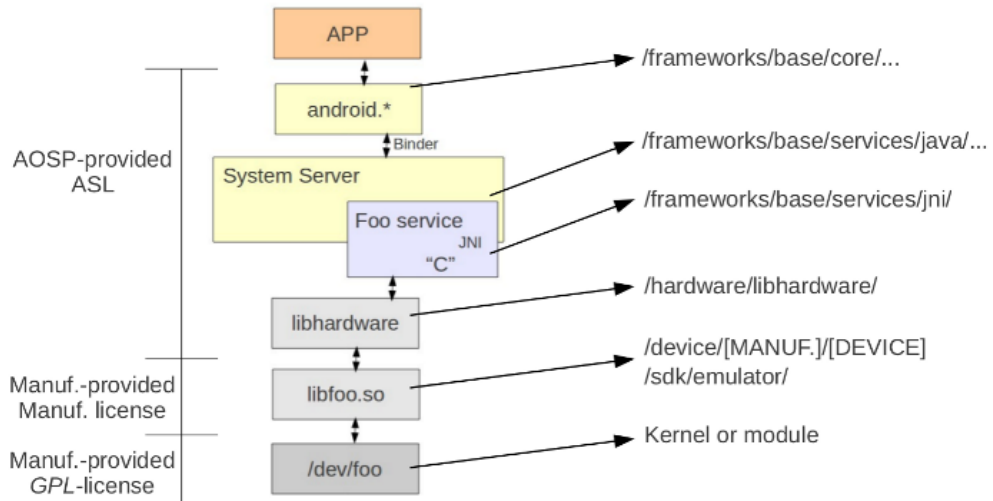 APP
/frameworks/base/core/...
android.*
Binder
/frameworks/base/services/java/...
AOSP-provided
ASL
System Server
/frameworks/base/services/jni/
Foo service
JNI
“C”
/hardware/libhardware/
libhardware
/device/[MANUF.]/[DEVICE]
/sdk/emulator/
Manuf.-provided
Manuf. license
libfoo.so
Kernel or module
Manuf.-provided
GPL-license
/dev/foo